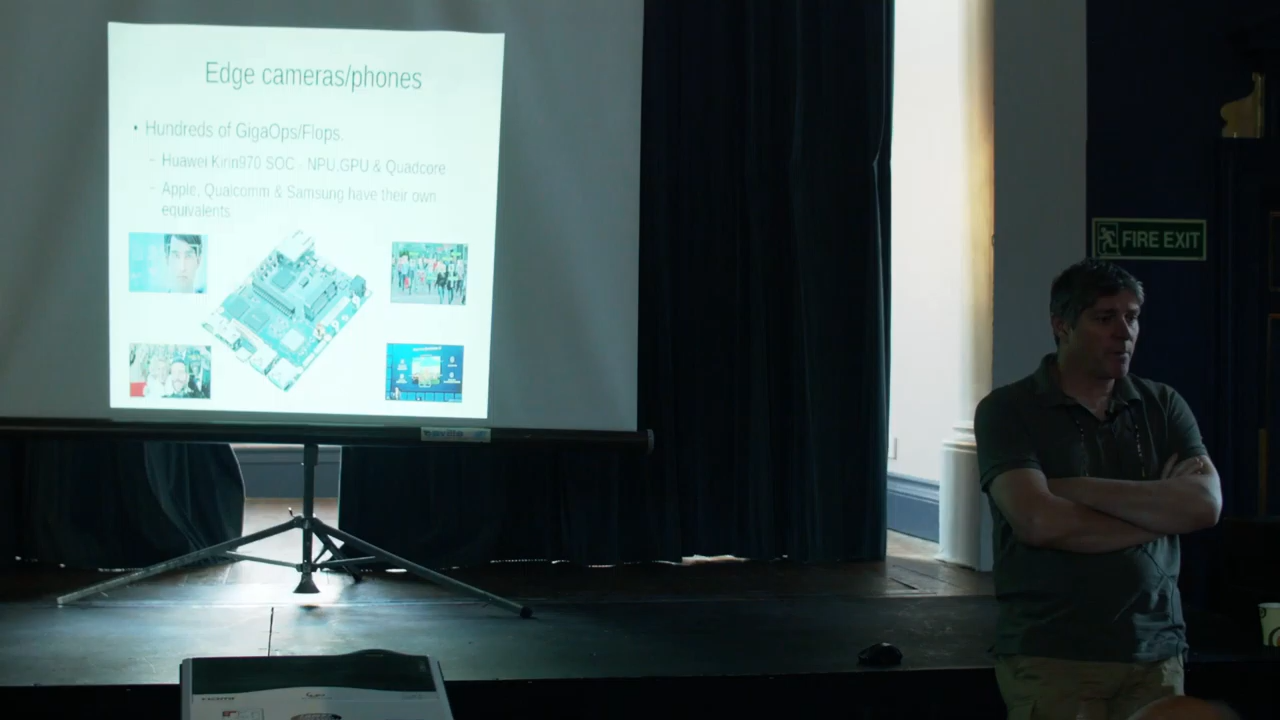 Edge cameras/phones
• Hundreds of GigaOps/Flops.
– Huawei Kirin970 SOC - NPU,GPU & Quadcore
– Apple, Qualcomm & Samsung have their own
equivalents
FIRE EXIT